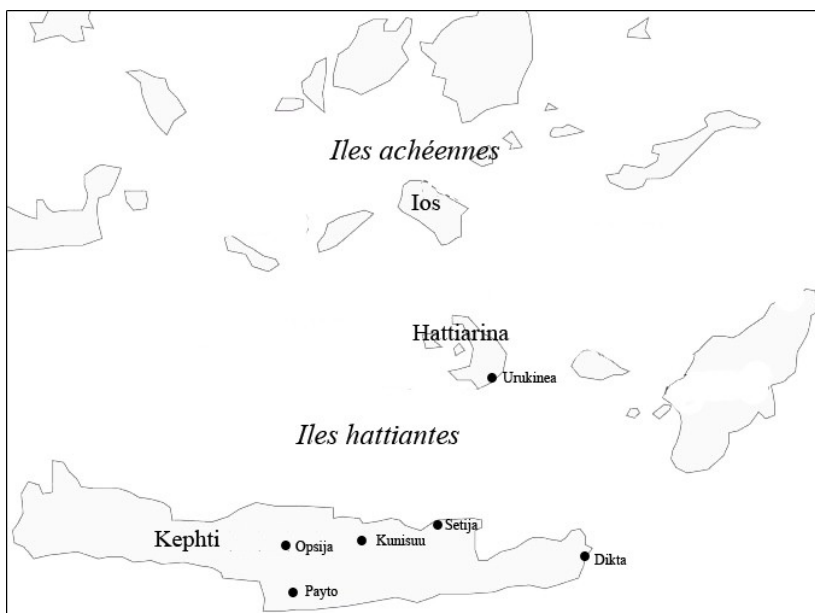 Iles achéennes
Ios
Hattiarina
Urukinea
Iles hattiantes
Setija
Kephti
Opsija
Kunisuu
Dikta
Payto